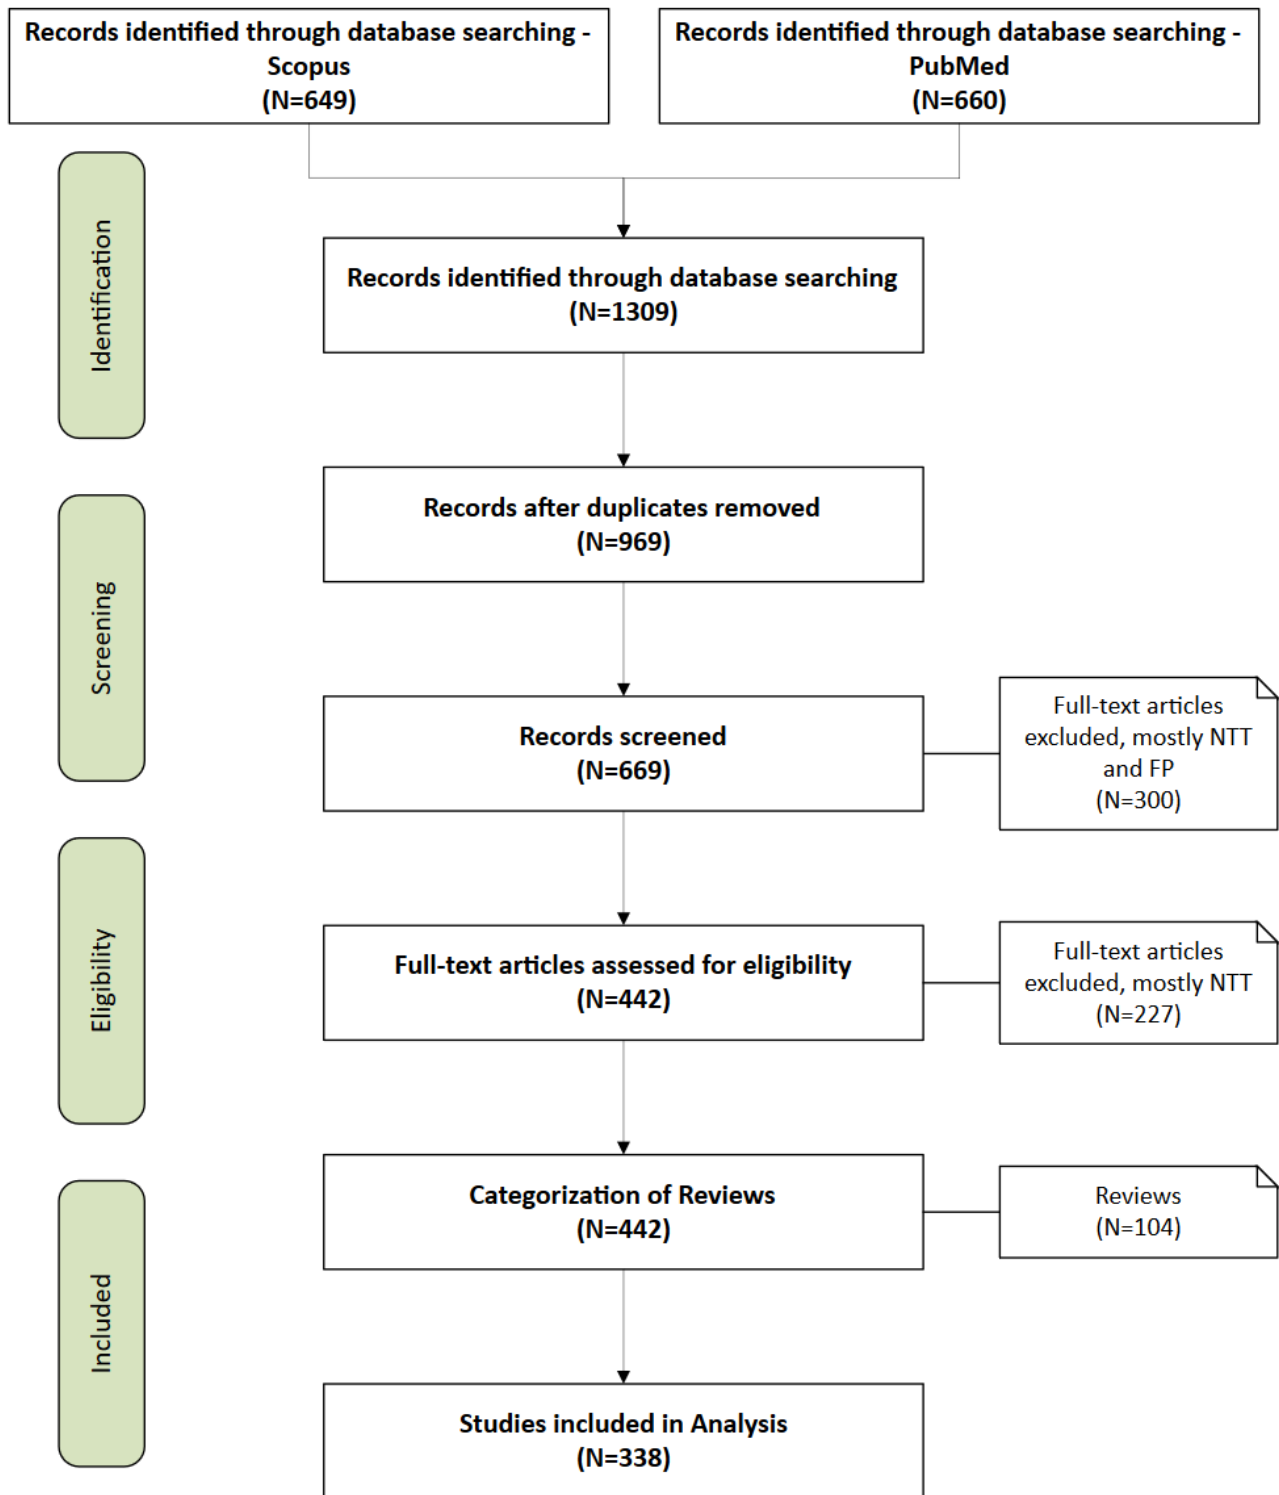 Records identified through database searching -
Scopus
(N=649)
Records identified through database searching -
PubMed
(N=660)
Identification
Records identified through database searching
(N=1309)
Screening
Records after duplicates removed
(N=969)
Records screened
(N=669)
Full-text articles
excluded, mostly NTT
and FP
(N=300)
Eligibility
Full-text articles assessed for eligibility
(N=442)
Full-text articles
excluded, mostly NTT
(N=227)
Included
Categorization of Reviews
(N=442)
Reviews
(N=104)
Studies included in Analysis
(N=338)